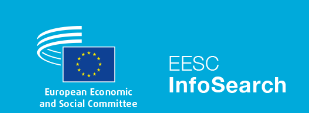 European Economic
and Social Committee
EESC
InfoSearch